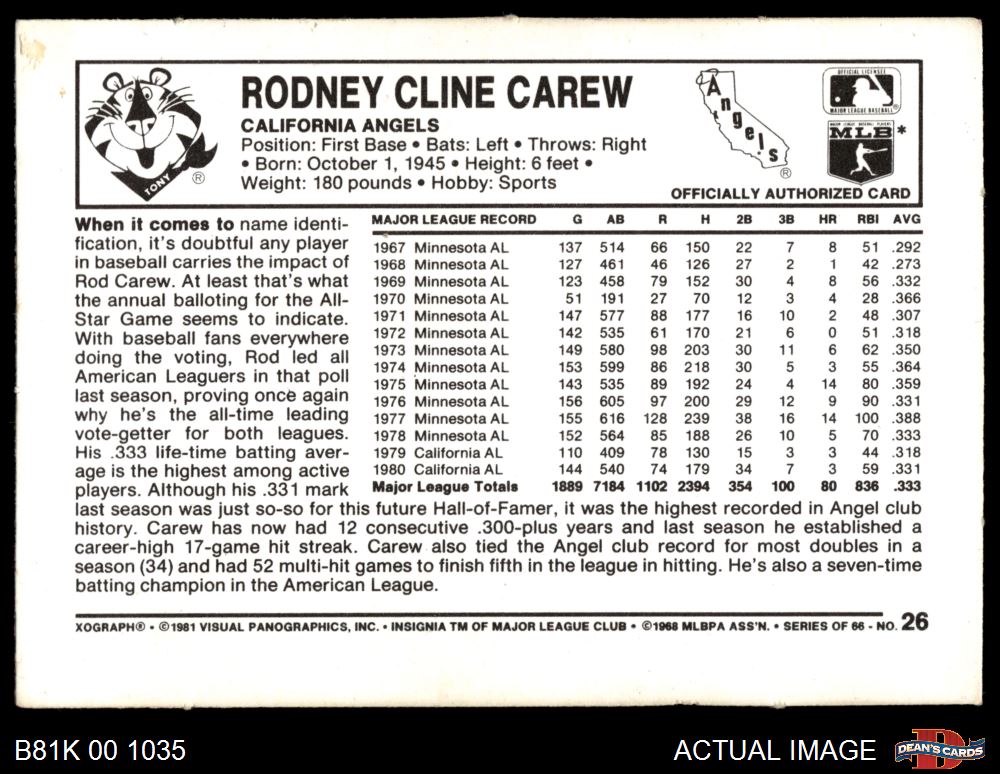 TONY ®
RODNEY CLINE CAREW
CALIFORNIA ANGELS
Position: First Base • Bats: Left • Throws: Right
• Born: October 1, 1945 • Height: 6 feet •
Weight: 180 pounds • Hobby: Sports
Angels ®
OFFICIAL LICENSEE
MAJOR LEAGUE BASEBALL®
MAJOR LEAGUE BASEBALL PLAYERS
MLB*
OFFICIALLY AUTHORIZED CARD
When it comes to name identi-
fication, it's doubtful any player
in baseball carries the impact of
Rod Carew. At least that's what
the annual balloting for the All-
Star Game seems to indicate.
With baseball fans everywhere
doing the voting, Rod led all
American Leaguers in that poll
last season, proving once again
why he's the all-time leading
vote-getter for both leagues.
His .333 life-time batting aver-
age is the highest among active
players. Although his .331 mark
MAJOR LEAGUE RECORD G AB R H 2B 3B HR RBI AVG
1967 Minnesota AL 137 514 66 150 22 7 8 51 .292
1968 Minnesota AL 127 461 46 126 27 2 1 42 .273
1969 Minnesota AL 123 458 79 152 30 4 8 56 .332
1970 Minnesota AL 51 191 27 70 12 3 4 28 .366
1971 Minnesota AL 147 577 88 177 16 10 2 48 .307
1972 Minnesota AL 142 535 61 170 21 6 0 51 .318
1973 Minnesota AL 149 580 98 203 30 11 6 62 .350
1974 Minnesota AL 153 599 86 218 30 5 3 55 .364
1975 Minnesota AL 143 535 89 192 24 4 14 80 .359
1976 Minnesota AL 156 605 97 200 29 12 9 90 .331
1977 Minnesota AL 155 616 128 239 38 16 14 100 .388
1978 Minnesota AL 152 564 85 188 26 10 5 70 .333
1979 California AL 110 409 78 130 15 3 3 44 .318
1980 California AL 144 540 74 179 34 7 3 59 .331
Major League Totals 1889 7184 1102 2394 354 100 80 836 .333
last season was just so-so for this future Hall-of-Famer, it was the highest recorded in Angel club
history. Carew has now had 12 consecutive .300-plus years and last season he established a
career-high 17-game hit streak. Carew also tied the Angel club record for most doubles in a
season (34) and had 52 multi-hit games to finish fifth in the league in hitting. He's also a seven-time
batting champion in the American League.
XOGRAPH® • ©1981 VISUAL PANOGRAPHICS, INC. • INSIGNIA TM OF MAJOR LEAGUE CLUB • ©1968 MLBPA ASS'N. • SERIES OF 66 - NO. 26
B81K 00 1035
ACTUAL IMAGE
DEAN'S CARDS